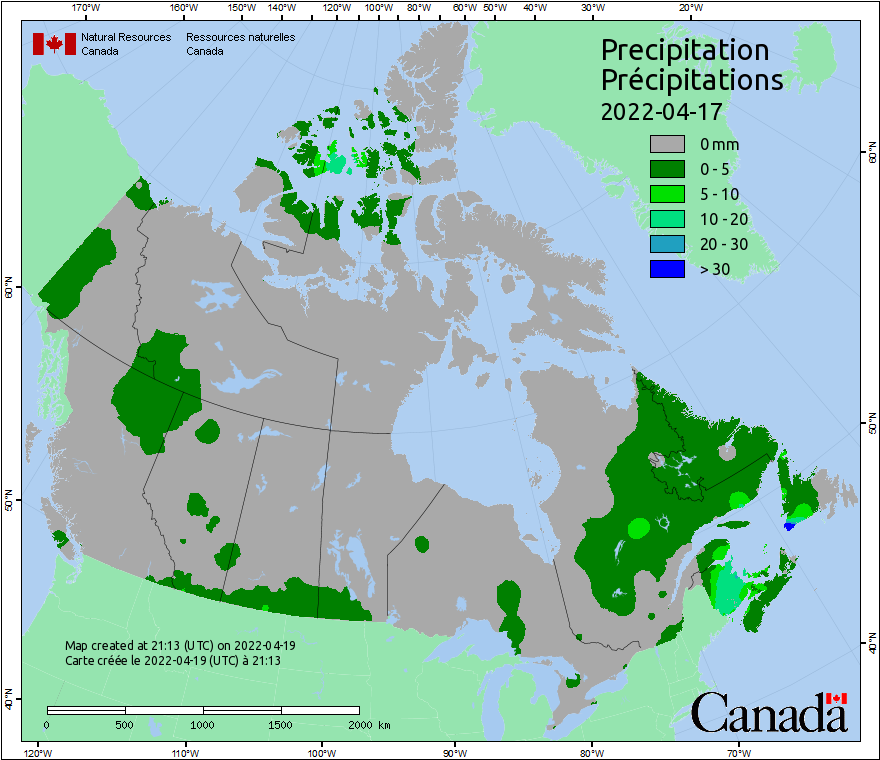 170°W 160°W 150°W 140°W 120°W 100°W 80°W 60°W 50°W 40°W 30°W 20°W
Natural Resources Ressources naturelles
Canada Canada
Precipitation
Précipitations
2022-04-17
0 mm
0 - 5
5 - 10
10 - 20
20 - 30
> 30
60°N
60°N
50°N
50°N
40°N
40°N
Map created at 21:13 (UTC) on 2022-04-19
Carte créée le 2022-04-19 (UTC) à 21:13
0 500 1000 1500 2000 km
Canada
120°W 110°W 100°W 90°W 80°W 70°W